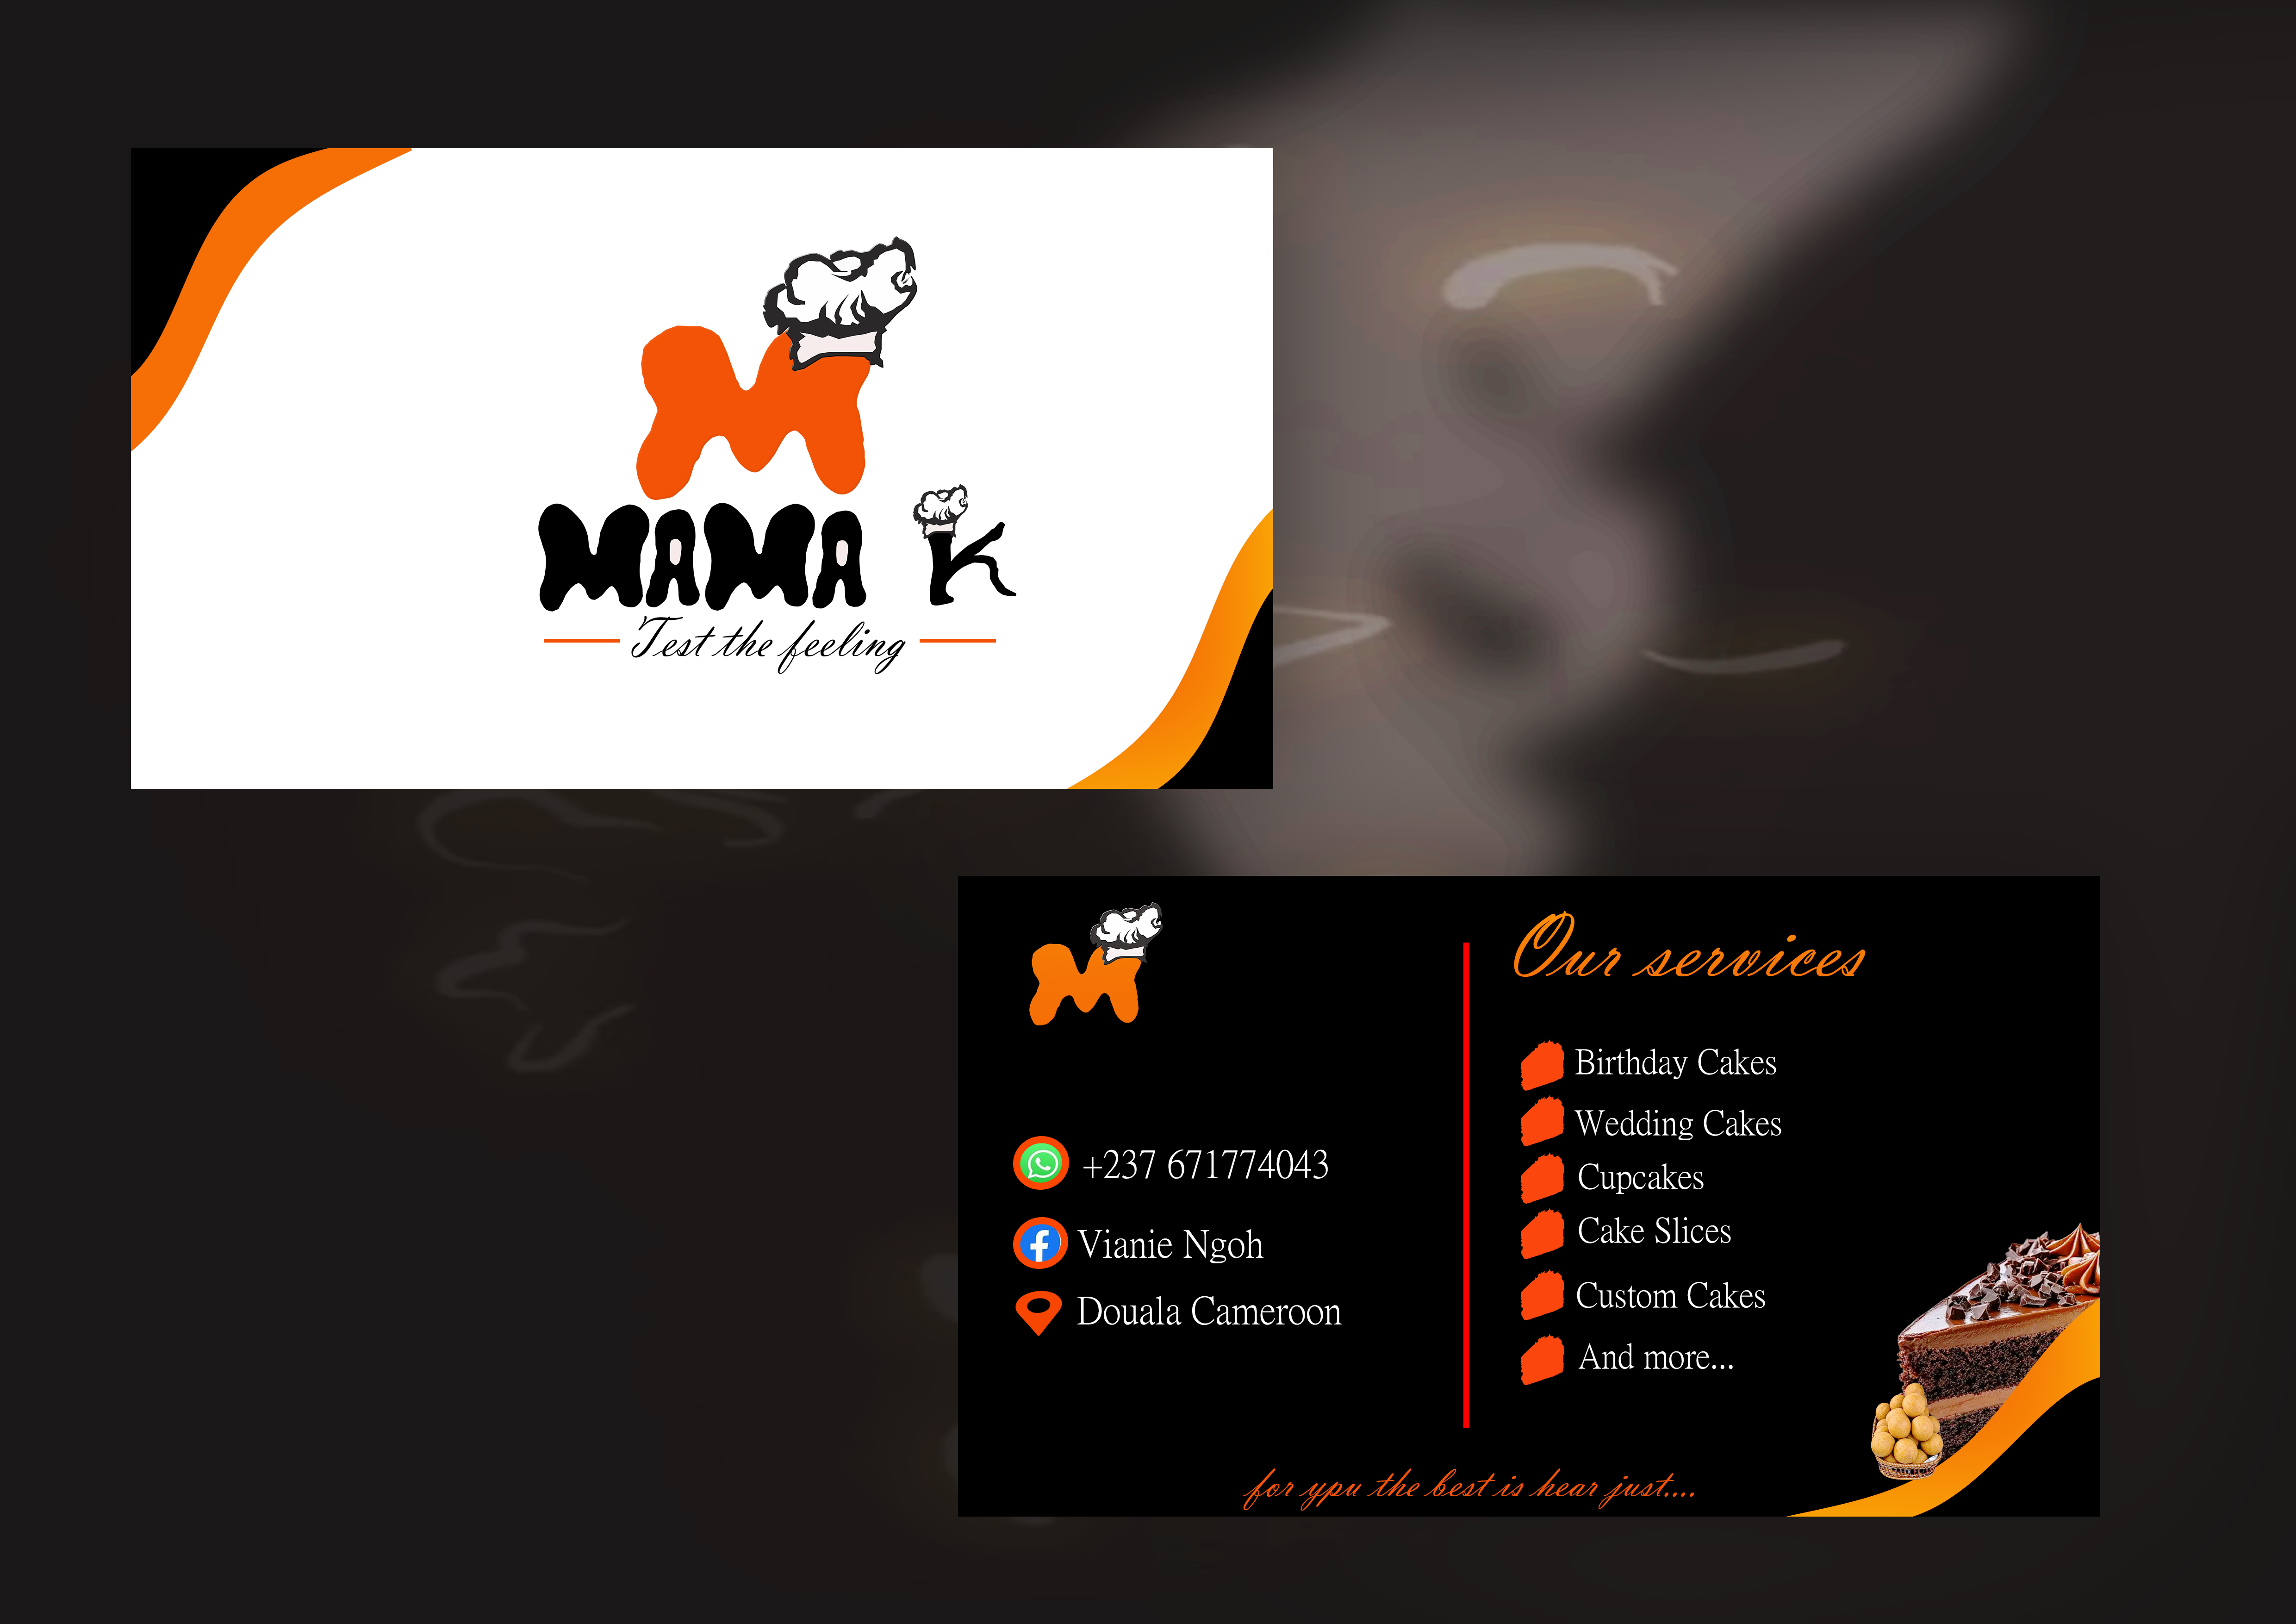 M
MAMA K
Test the feeling
M
+237 671774043
Vianie Ngoh
Douala Cameroon
Our services
Birthday Cakes
Wedding Cakes
Cupcakes
Cake Slices
Custom Cakes
And more...
for ypu the best is hear just....